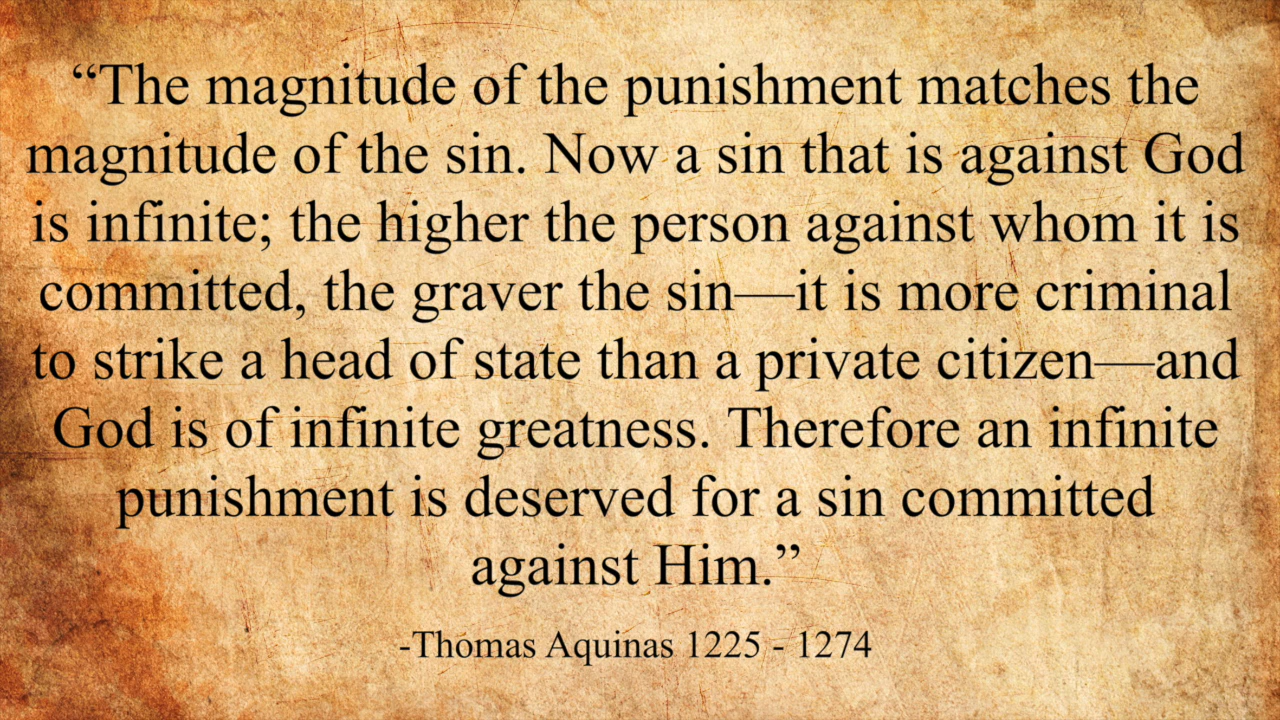 “The magnitude of the punishment matches the
magnitude of the sin. Now a sin that is against God
is infinite; the higher the person against whom it is
committed, the graver the sin—it is more criminal
to strike a head of state than a private citizen—and
God is of infinite greatness. Therefore an infinite
punishment is deserved for a sin committed
against Him.”
-Thomas Aquinas 1225 - 1274